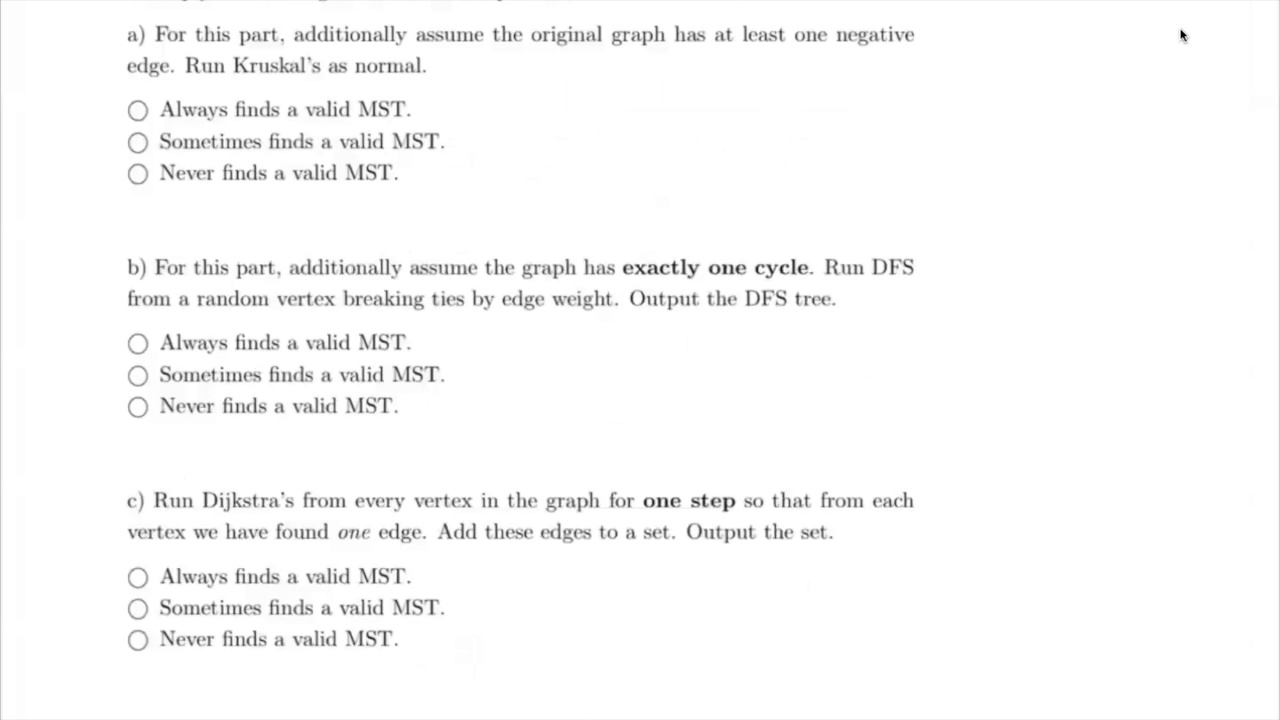 a) For this part, additionally assume the original graph has at least one negative
edge. Run Kruskal's as normal.
Always finds a valid MST.
Sometimes finds a valid MST.
Never finds a valid MST.
b) For this part, additionally assume the graph has exactly one cycle. Run DFS
from a random vertex breaking ties by edge weight. Output the DFS tree.
Always finds a valid MST.
Sometimes finds a valid MST.
Never finds a valid MST.
c) Run Dijkstra's from every vertex in the graph for one step so that from each
vertex we have found one edge. Add these edges to a set. Output the set.
Always finds a valid MST.
Sometimes finds a valid MST.
Never finds a valid MST.